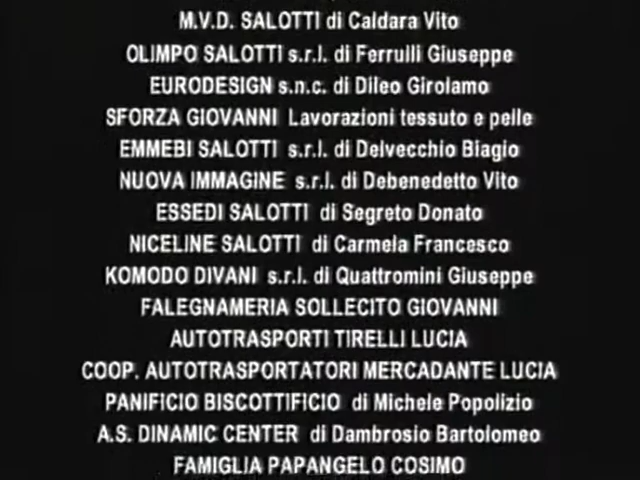 M.V.D. SALOTTI di Caldara Vito
OLIMPO SALOTTI s.r.l. di Ferrulli Giuseppe
EURODESIGN s.n.c. di Dileo Girolamo
SFORZA GIOVANNI Lavorazioni tessuto e pelle
EMMEBI SALOTTI s.r.l. di Delvecchio Biagio
NUOVA IMMAGINE s.r.l. di Debenedetto Vito
ESSEDI SALOTTI di Segreto Donato
NICELINE SALOTTI di Carmela Francesco
KOMODO DIVANI s.r.l. di Quattromini Giuseppe
FALEGNAMERIA SOLLECITO GIOVANNI
AUTOTRASPORTI TIRELLI LUCIA
COOP. AUTOTRASPORTATORI MERCADANTE LUCIA
PANIFICIO BISCOTTIFICIO di Michele Popolizio
A.S. DINAMIC CENTER di Dambrosio Bartolomeo
FAMIGLIA PAPANGELO COSIMO